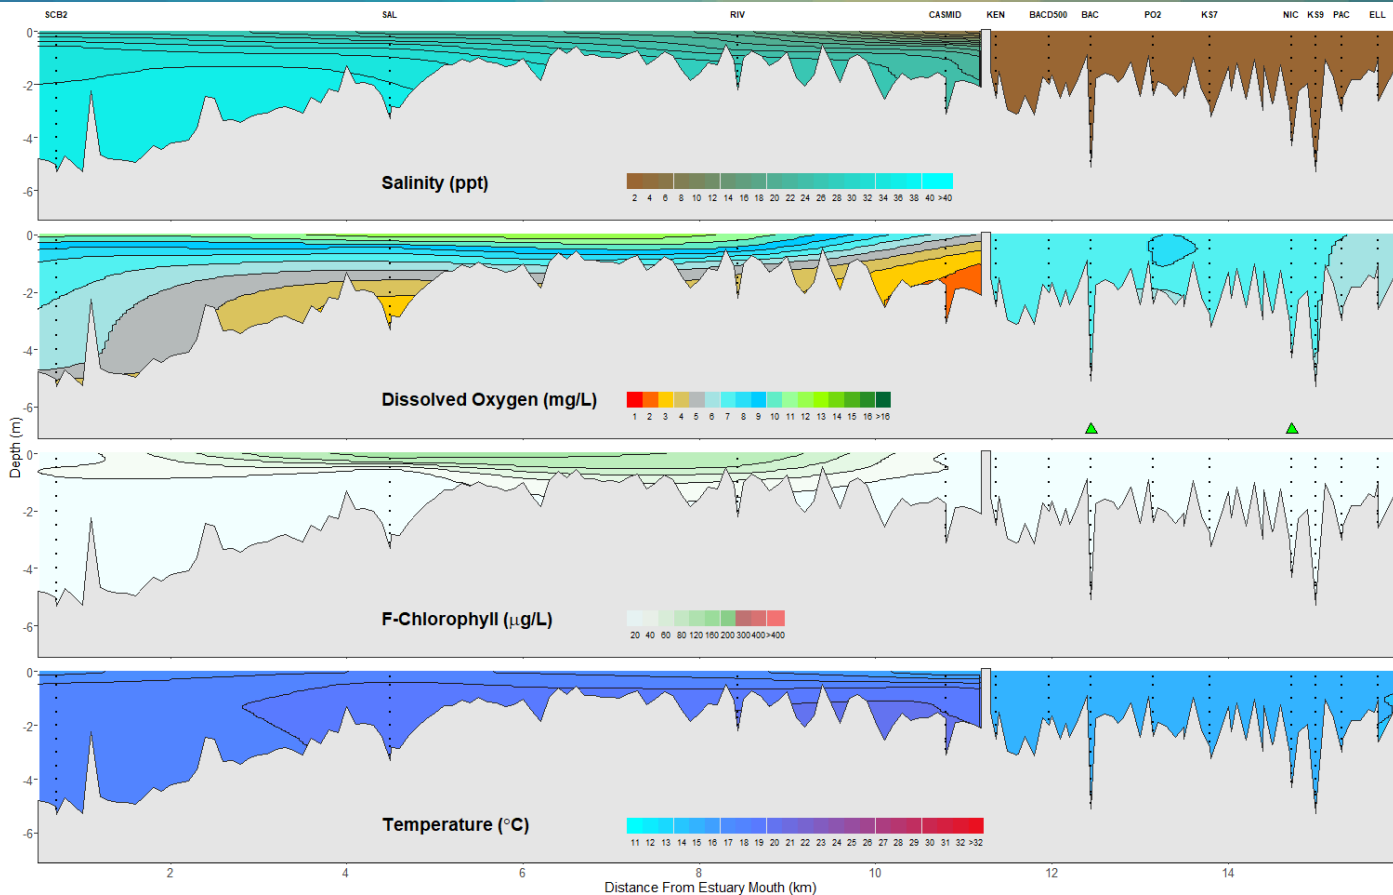 SCB2 SAL RIV CASMID KEN BACD500 BAC PO2 KS7 NIC KS9 PAC ELL
0
-2
-4
-6
Salinity (ppt)
2 4 6 8 10 12 14 16 18 20 22 24 26 28 30 32 34 36 38 40 >40
0
-2
-4
-6
Dissolved Oxygen (mg/L)
1 2 3 4 5 6 7 8 9 10 11 12 13 14 15 16 >16
Depth (m)
0
-2
-4
-6
F-Chlorophyll (μg/L)
20 40 60 80 120 160 200 300 400 >400
0
-2
-4
-6
Temperature (°C)
11 12 13 14 15 16 17 18 19 20 21 22 23 24 25 26 27 28 29 30 31 32 >32
2 4 6 8 10 12 14
Distance From Estuary Mouth (km)